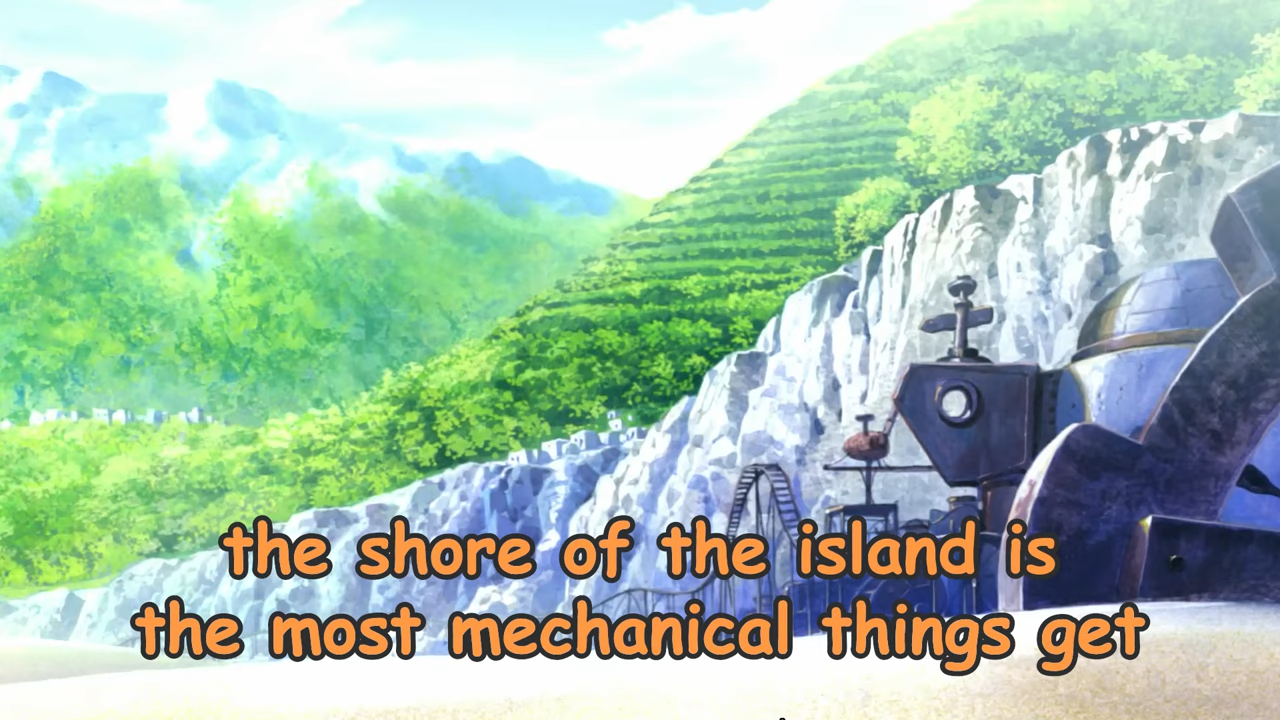 the shore of the island is
the most mechanical things get